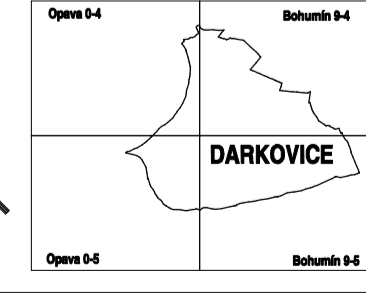 Opava 0-4
Bohumín 9-4
DARKOVICE
Opava 0-5
Bohumín 9-5